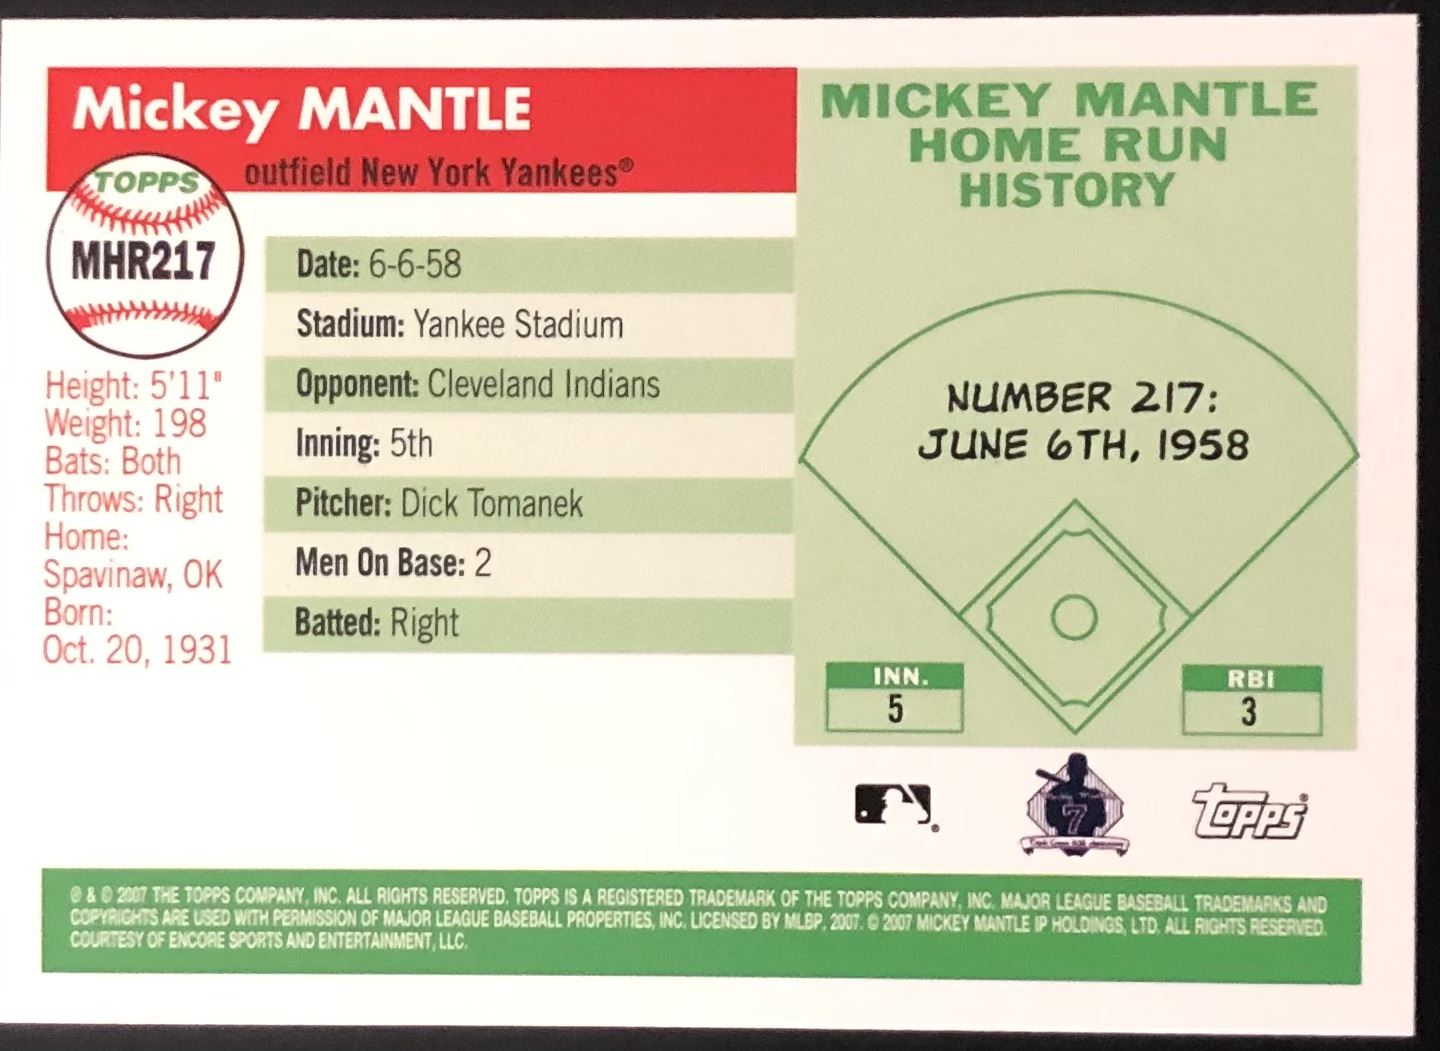 Mickey MANTLE
outfield New York Yankees®
TOPPS
MHR217
Height: 5'11"
Weight: 198
Bats: Both
Throws: Right
Home:
Spavinaw, OK
Born:
Oct. 20, 1931
Date: 6-6-58
Stadium: Yankee Stadium
Opponent: Cleveland Indians
Inning: 5th
Pitcher: Dick Tomanek
Men On Base: 2
Batted: Right
MICKEY MANTLE
HOME RUN
HISTORY
NUMBER 217:
JUNE 6TH, 1958
INN.
5
RBI
3
7
Topps®
® & © 2007 THE TOPPS COMPANY, INC. ALL RIGHTS RESERVED. TOPPS IS A REGISTERED TRADEMARK OF THE TOPPS COMPANY, INC. MAJOR LEAGUE BASEBALL TRADEMARKS AND
COPYRIGHTS ARE USED WITH PERMISSION OF MAJOR LEAGUE BASEBALL PROPERTIES, INC. LICENSED BY MLBP, 2007. © 2007 MICKEY MANTLE IP HOLDINGS, LTD. ALL RIGHTS RESERVED.
COURTESY OF ENCORE SPORTS AND ENTERTAINMENT, LLC.